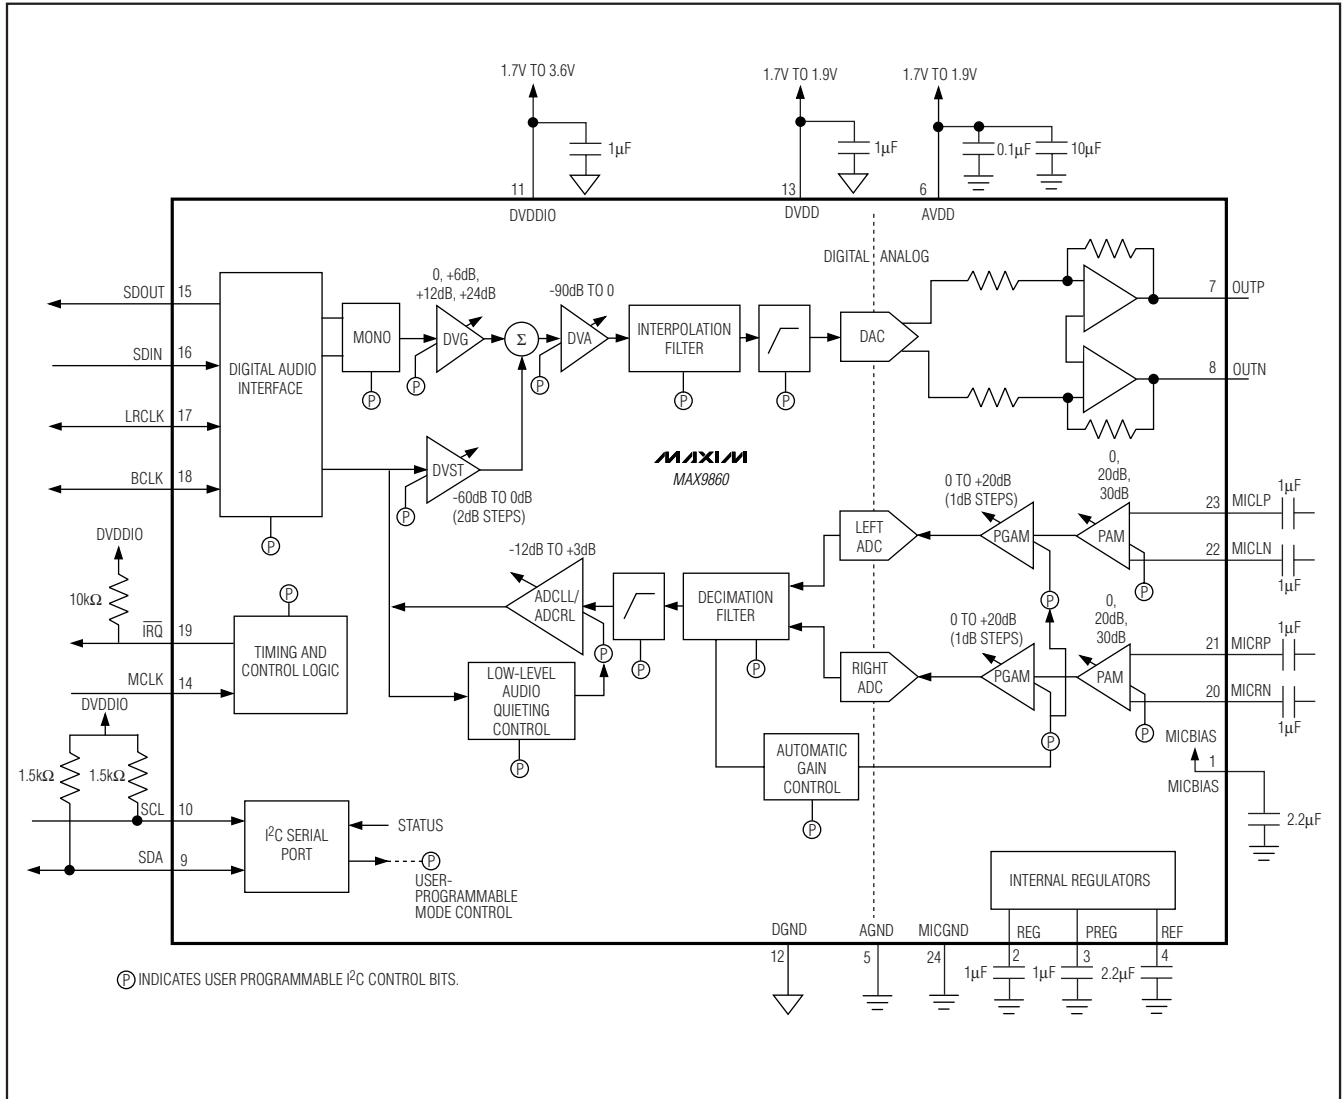 1.7V TO 3.6V
1.7V TO 1.9V
1.7V TO 1.9V
1μF
1μF
0.1μF
10μF
11
13
6
DVDDIO
DVDD
AVDD
DIGITAL
ANALOG
SDOUT
15
SDIN
16
LRCLK
17
BCLK
18
DIGITAL AUDIO
INTERFACE
P
MONO
P
0, +6dB,
+12dB, +24dB
DVG
P
Σ
-90dB TO 0
DVA
P
INTERPOLATION
FILTER
P
P
DAC
7
OUTP
8
OUTN
DVST
P
-60dB TO 0dB
(2dB STEPS)
MAXIM
MAX9860
0 TO +20dB
(1dB STEPS)
0,
20dB,
30dB
LEFT
ADC
PGAM
PAM
P
P
23
MICLP
1μF
22
MICLN
1μF
DVDDIO
10kΩ
IRQ
19
MCLK
14
P
TIMING AND
CONTROL LOGIC
-12dB TO +3dB
ADCLL/
ADCRL
P
P
DECIMATION
FILTER
P
LOW-LEVEL
AUDIO
QUIETING
CONTROL
P
0 TO +20dB
(1dB STEPS)
0,
20dB,
30dB
RIGHT
ADC
PGAM
PAM
P
P
21
MICRP
1μF
20
MICRN
1μF
AUTOMATIC
GAIN
CONTROL
P
MICBIAS
1
MICBIAS
2.2μF
DVDDIO
1.5kΩ
1.5kΩ
SCL
10
SDA
9
I²C SERIAL
PORT
STATUS
P
USER-
PROGRAMMABLE
MODE CONTROL
INTERNAL REGULATORS
DGND
AGND
MICGND
REG
PREG
REF
12
5
24
2
3
4
1μF
1μF
2.2μF
P INDICATES USER PROGRAMMABLE I²C CONTROL BITS.